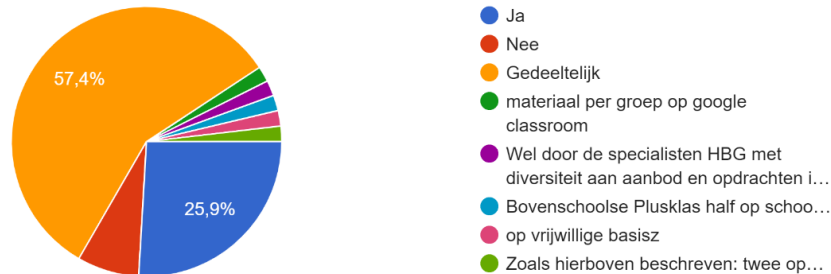 57,4%
25,9%
Ja
Nee
Gedeeltelijk
materiaal per groep op google
classroom
Wel door de specialisten HBG met
diversiteit aan aanbod en opdrachten i…
Bovenschoolse Plusklas half op schoo…
op vrijwillige basisz
Zoals hierboven beschreven: twee op…